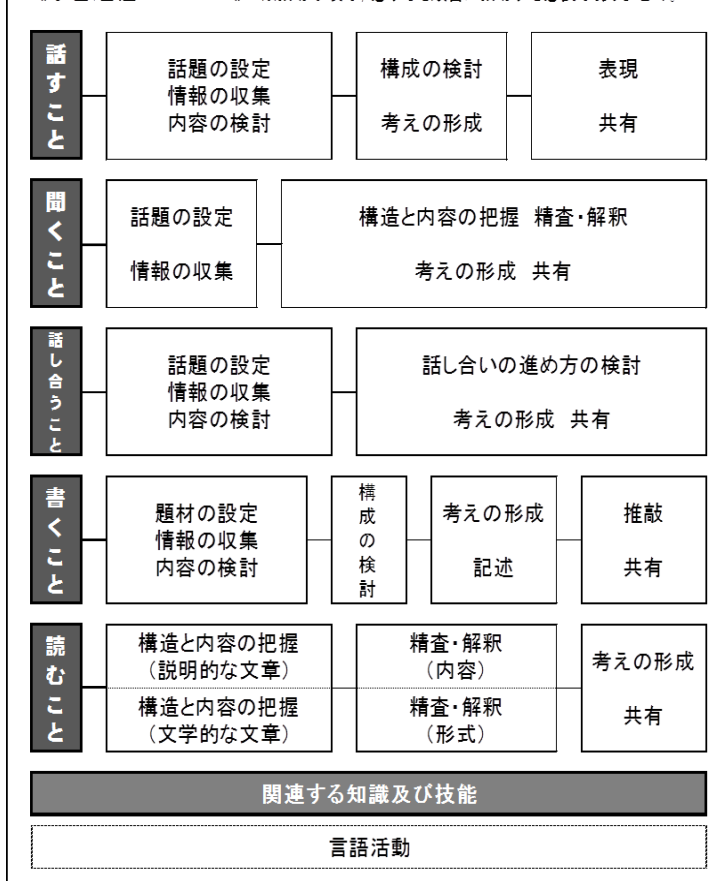 話すこと
話題の設定
情報の収集
内容の検討
構成の検討
考えの形成
表現
共有
聞くこと
話題の設定
情報の収集
構造と内容の把握 精査・解釈
考えの形成 共有
話し合うこと
話題の設定
情報の収集
内容の検討
話し合いの進め方の検討
考えの形成 共有
書くこと
題材の設定
情報の収集
内容の検討
構成の検討
考えの形成
記述
推敲
共有
読むこと
構造と内容の把握
(説明的な文章)
構造と内容の把握
(文学的な文章)
精査・解釈
(内容)
精査・解釈
(形式)
考えの形成
共有
関連する知識及び技能
言語活動